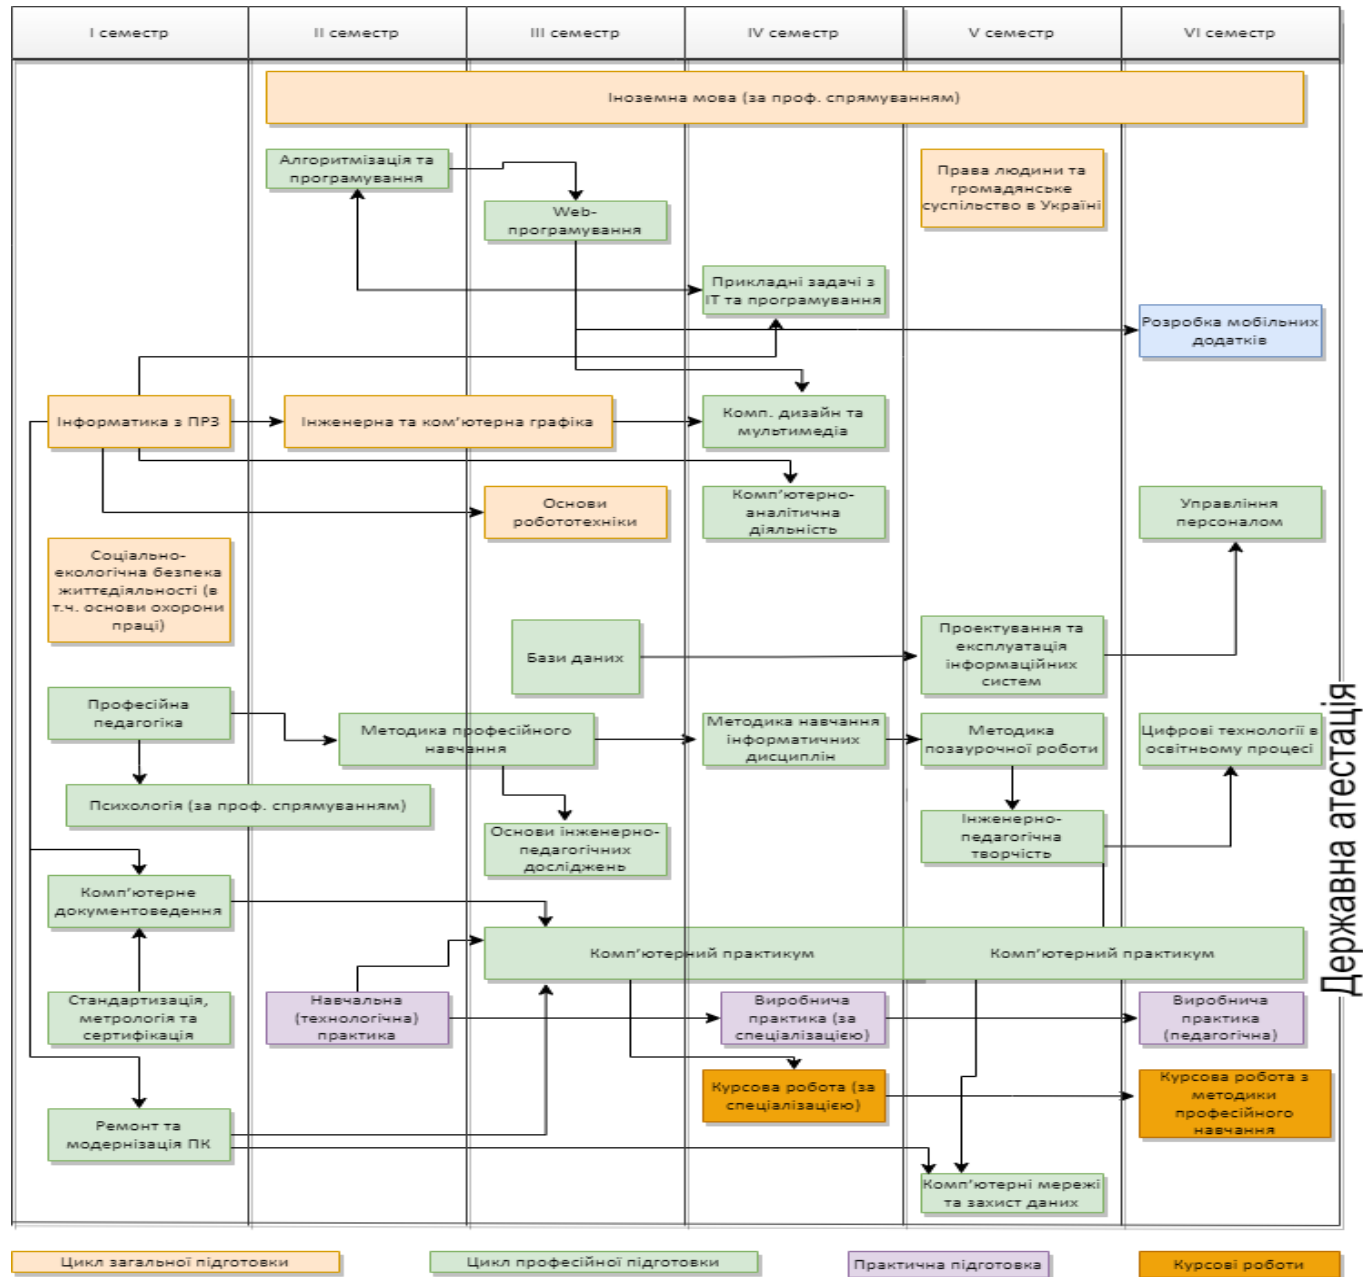 І семестр
ІІ семестр
ІІІ семестр
IV семестр
V семестр
VI семестр
Іноземна мова (за проф. спрямуванням)
Алгоритмізація та
програмування
Права людини та
громадянське
суспільство в Україні
Web-
програмування
Прикладні задачі з
ІТ та програмування
Розробка мобільних
додатків
Інформатика з ПРЗ
Інженерна та ком’ютерна графіка
Комп. дизайн та
мультимедіа
Основи
робототехніки
Комп’ютерно-
аналітична
діяльність
Управління
персоналом
Соціально-
екологічна безпека
життєдіяльності (в
т.ч. основи охорони
праці)
Бази даних
Проектування та
експлуатація
інформаційних
систем
Професійна
педагогіка
Методика професійного
навчання
Методика навчання
інформатичних
дисциплін
Методика
позаурочної роботи
Цифрові технології в
освітньому процесі
Державна атестація
Психологія (за проф. спрямуванням)
Основи інженерно-
педагогічних
досліджень
Інженерно-
педагогічна
творчість
Комп’ютерне
документоведення
Комп’ютерний практикум
Комп’ютерний практикум
Стандартизація,
метрологія та
сертифікація
Навчальна
(технологічна)
практика
Виробнича
практика (за
спеціалізацією)
Виробнича
практика
(педагогічна)
Курсова робота (за
спеціалізацією)
Курсова робота з
методики
професійного
навчання
Ремонт та
модернізація ПК
Комп’ютерні мережі
та захист даних
Цикл загальної підготовки
Цикл професійної підготовки
Практична підготовка
Курсові роботи